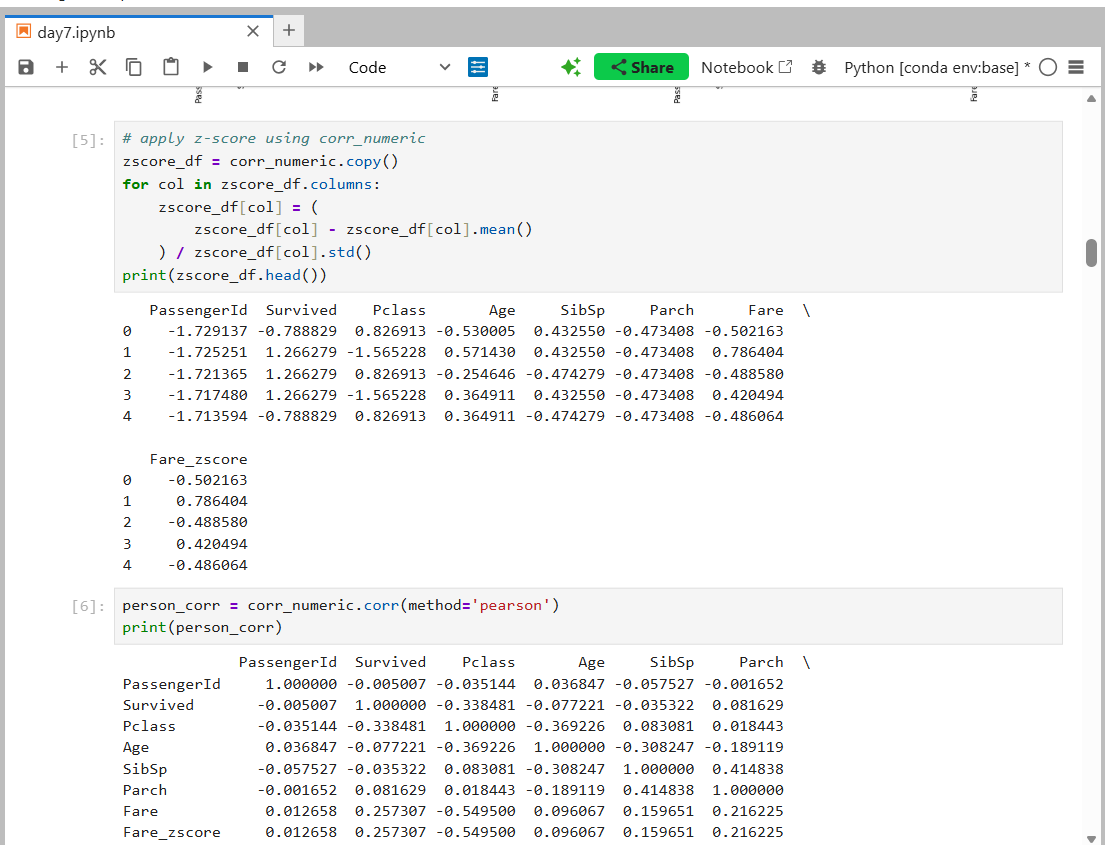 day7.ipynb
Code
Share
Notebook
Python [conda env:base] *
Pass
Fare
Pass
Fare
[5]:
# apply z-score using corr_numeric
zscore_df = corr_numeric.copy()
for col in zscore_df.columns:
    zscore_df[col] = (
        zscore_df[col] - zscore_df[col].mean()
    ) / zscore_df[col].std()
print(zscore_df.head())
   PassengerId  Survived    Pclass       Age     SibSp     Parch      Fare  \
0    -1.729137 -0.788829  0.826913 -0.530005  0.432550 -0.473408 -0.502163
1    -1.725251  1.266279 -1.565228  0.571430  0.432550 -0.473408  0.786404
2    -1.721365  1.266279  0.826913 -0.254646 -0.474279 -0.473408 -0.488580
3    -1.717480  1.266279 -1.565228  0.364911  0.432550 -0.473408  0.420494
4    -1.713594 -0.788829  0.826913  0.364911 -0.474279 -0.473408 -0.486064
   Fare_zscore
0    -0.502163
1     0.786404
2    -0.488580
3     0.420494
4    -0.486064
[6]:
person_corr = corr_numeric.corr(method='pearson')
print(person_corr)
             PassengerId  Survived    Pclass       Age     SibSp     Parch  \
PassengerId     1.000000 -0.005007 -0.035144  0.036847 -0.057527 -0.001652
Survived       -0.005007  1.000000 -0.338481 -0.077221 -0.035322  0.081629
Pclass         -0.035144 -0.338481  1.000000 -0.369226  0.083081  0.018443
Age             0.036847 -0.077221 -0.369226  1.000000 -0.308247 -0.189119
SibSp          -0.057527 -0.035322  0.083081 -0.308247  1.000000  0.414838
Parch          -0.001652  0.081629  0.018443 -0.189119  0.414838  1.000000
Fare            0.012658  0.257307 -0.549500  0.096067  0.159651  0.216225
Fare_zscore     0.012658  0.257307 -0.549500  0.096067  0.159651  0.216225